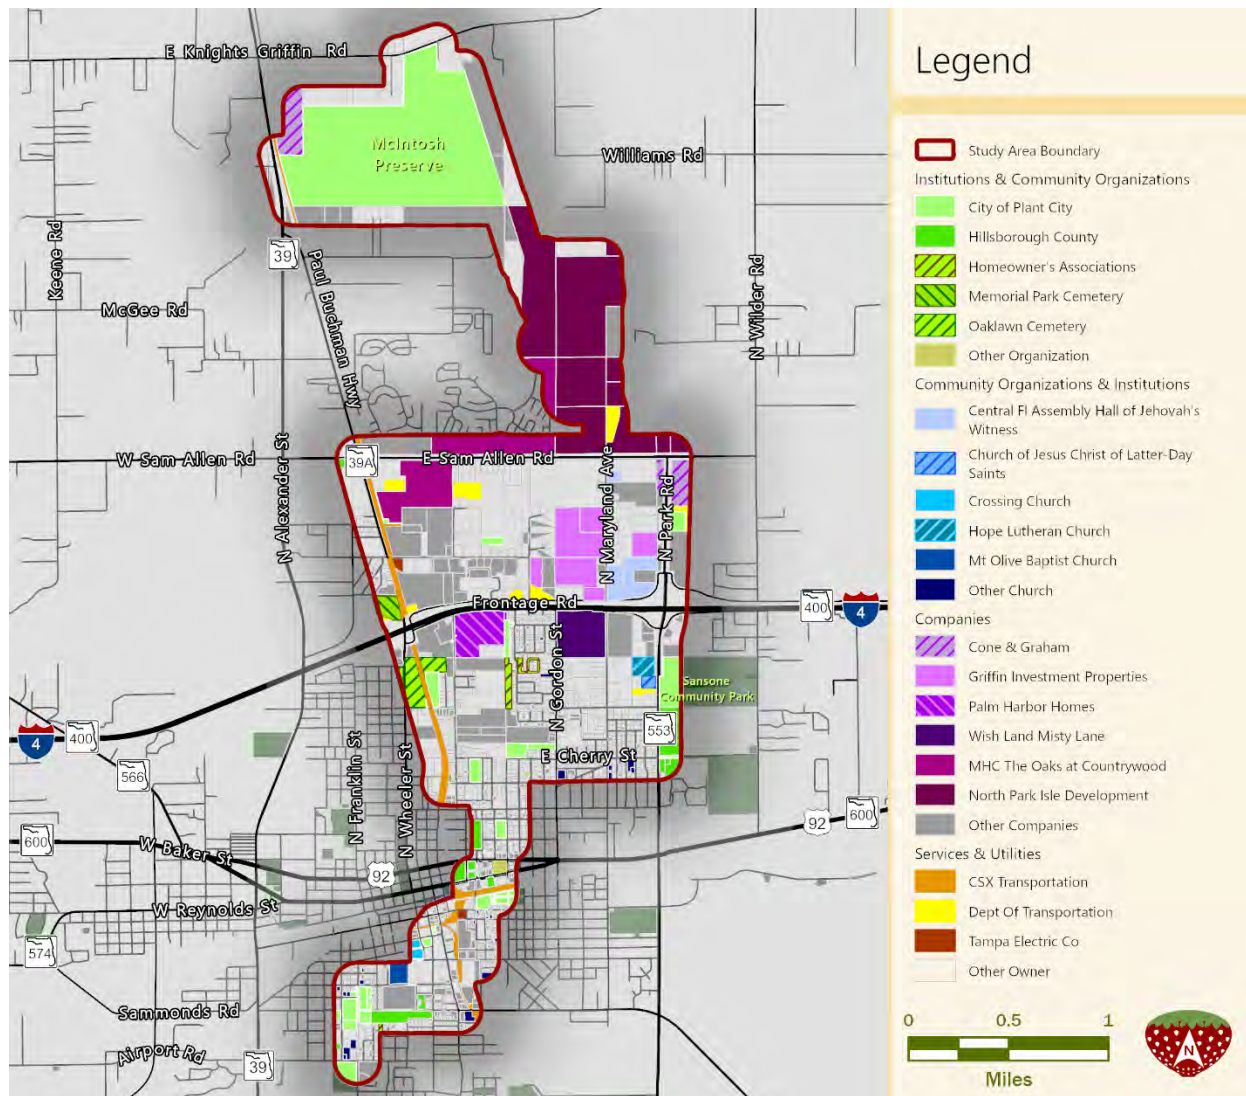 E Knights Griffin Rd
McIntosh
Preserve
Williams Rd
Keene Rd
39
Paul Buchman Hwy
N Wilder Rd
McGee Rd
N Alexander St
W Sam Allen Rd
39A
E Sam Allen Rd
N Maryland Ave
N Park Rd
Frontage Rd
400
4
N Gordon St
Sansone
Community Park
553
4
400
566
E Cherry St
N Franklin St
N Wheeler St
600
92
600
W Baker St
92
W Reynolds St
574
Sammonds Rd
Airport Rd
39
Legend
Study Area Boundary
Institutions & Community Organizations
City of Plant City
Hillsborough County
Homeowner's Associations
Memorial Park Cemetery
Oaklawn Cemetery
Other Organization
Community Organizations & Institutions
Central Fl Assembly Hall of Jehovah's
Witness
Church of Jesus Christ of Latter-Day
Saints
Crossing Church
Hope Lutheran Church
Mt Olive Baptist Church
Other Church
Companies
Cone & Graham
Griffin Investment Properties
Palm Harbor Homes
Wish Land Misty Lane
MHC The Oaks at Countrywood
North Park Isle Development
Other Companies
Services & Utilities
CSX Transportation
Dept Of Transportation
Tampa Electric Co
Other Owner
0 0.5 1
Miles
N